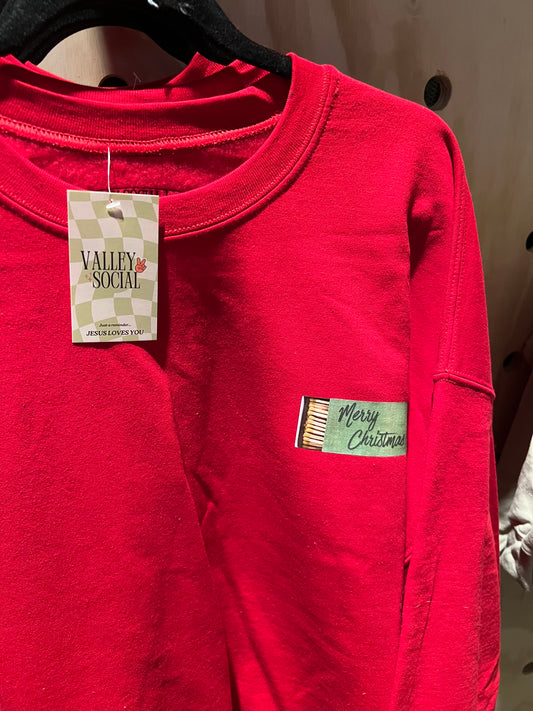 VALLEY
SOCIAL
Just a reminder...
JESUS LOVES YOU
Merry
Christmas